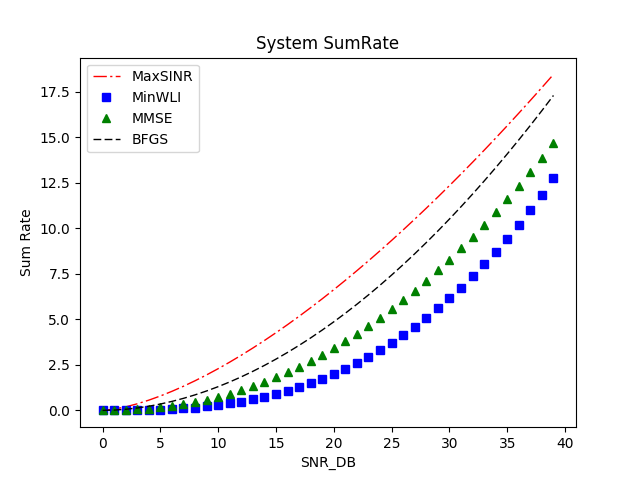 System SumRate
MaxSINR
MinWLI
MMSE
BFGS
Sum Rate
17.5
15.0
12.5
10.0
7.5
5.0
2.5
0.0
0 5 10 15 20 25 30 35 40
SNR_DB